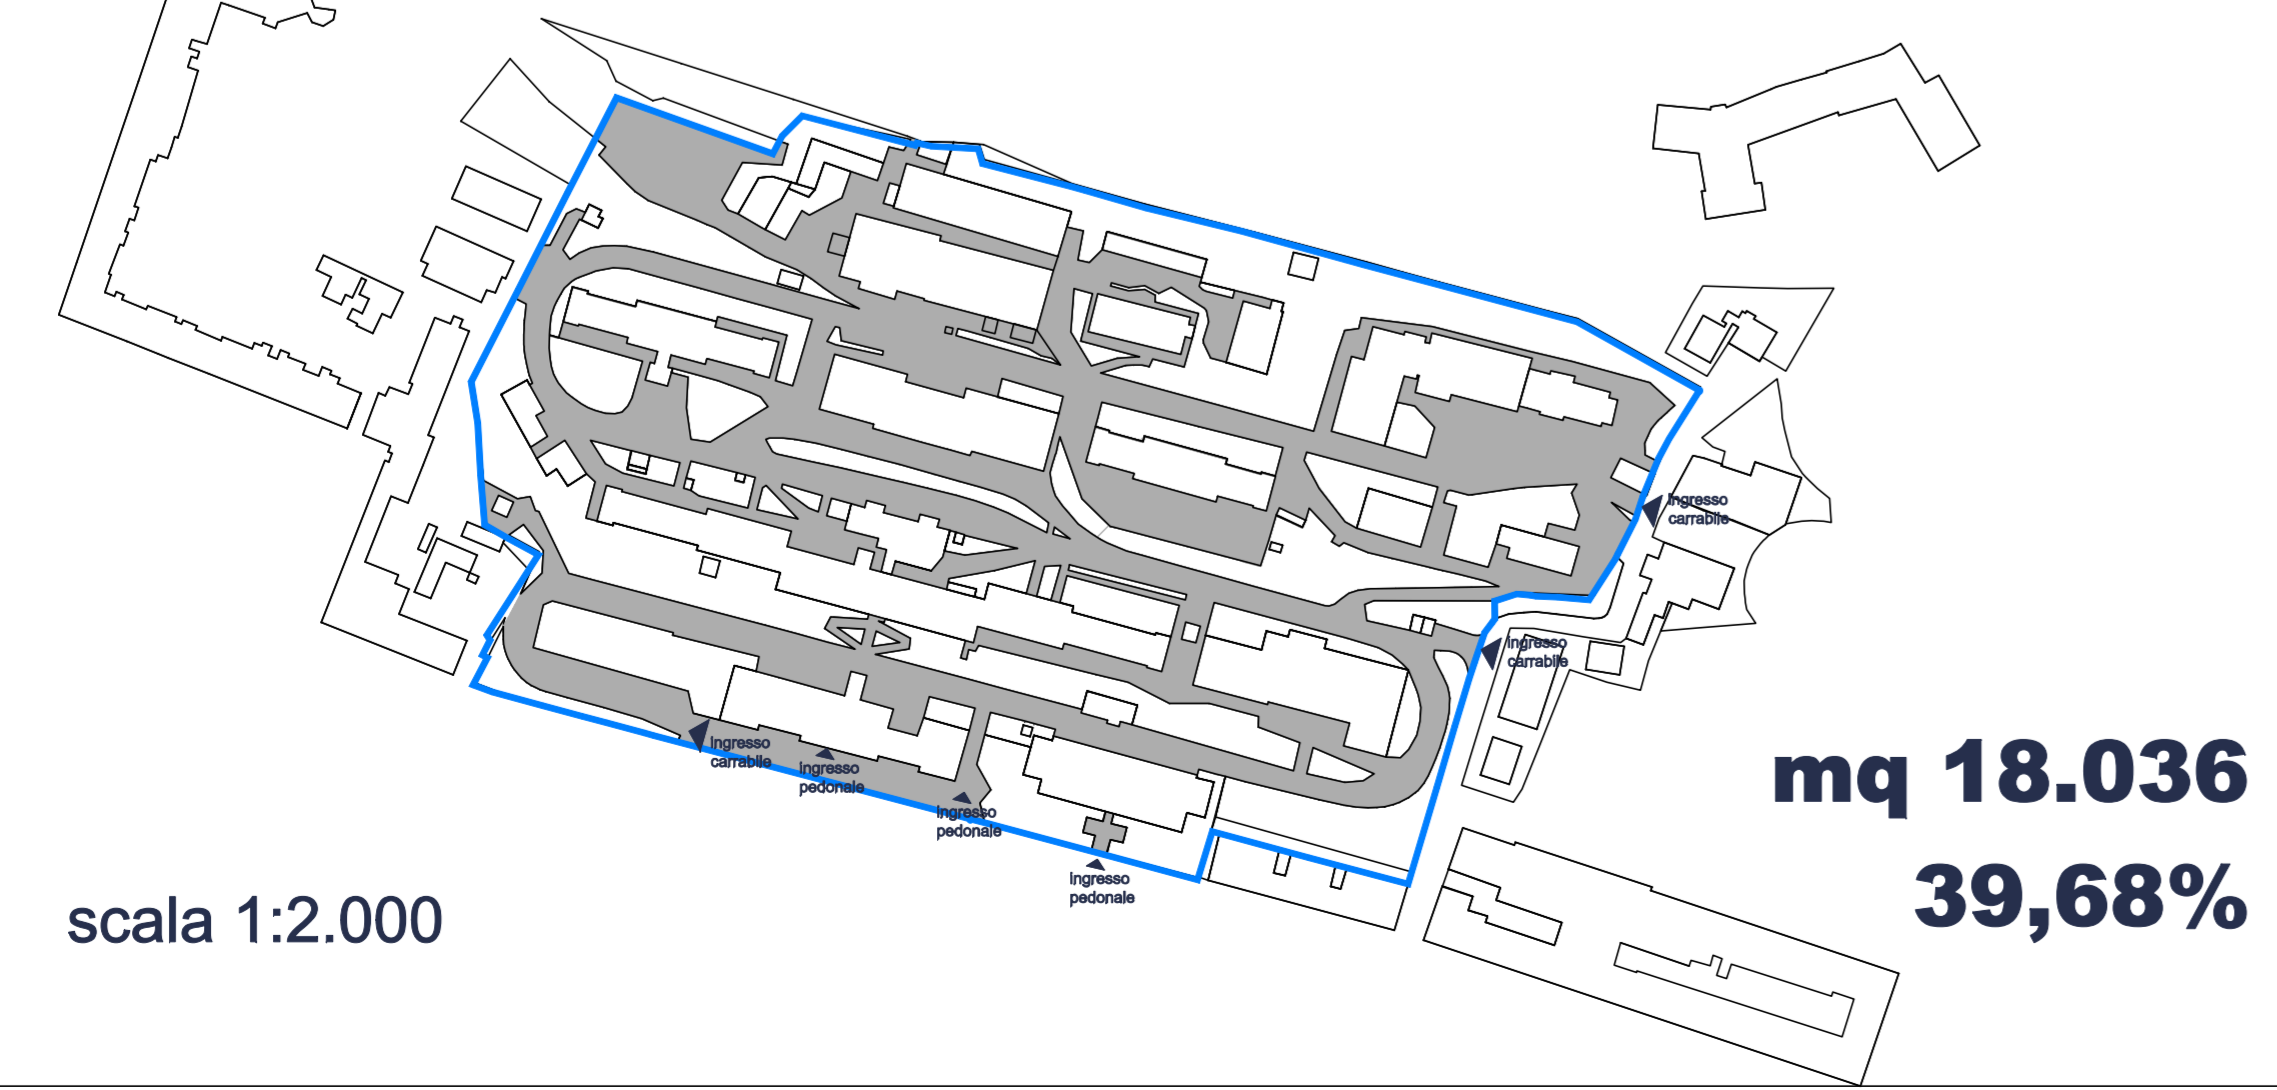 ingresso
carrabile
ingresso
carrabile
ingresso
carrabile
ingresso
pedonale
ingresso
pedonale
ingresso
pedonale
mq 18.036
39,68%
scala 1:2.000